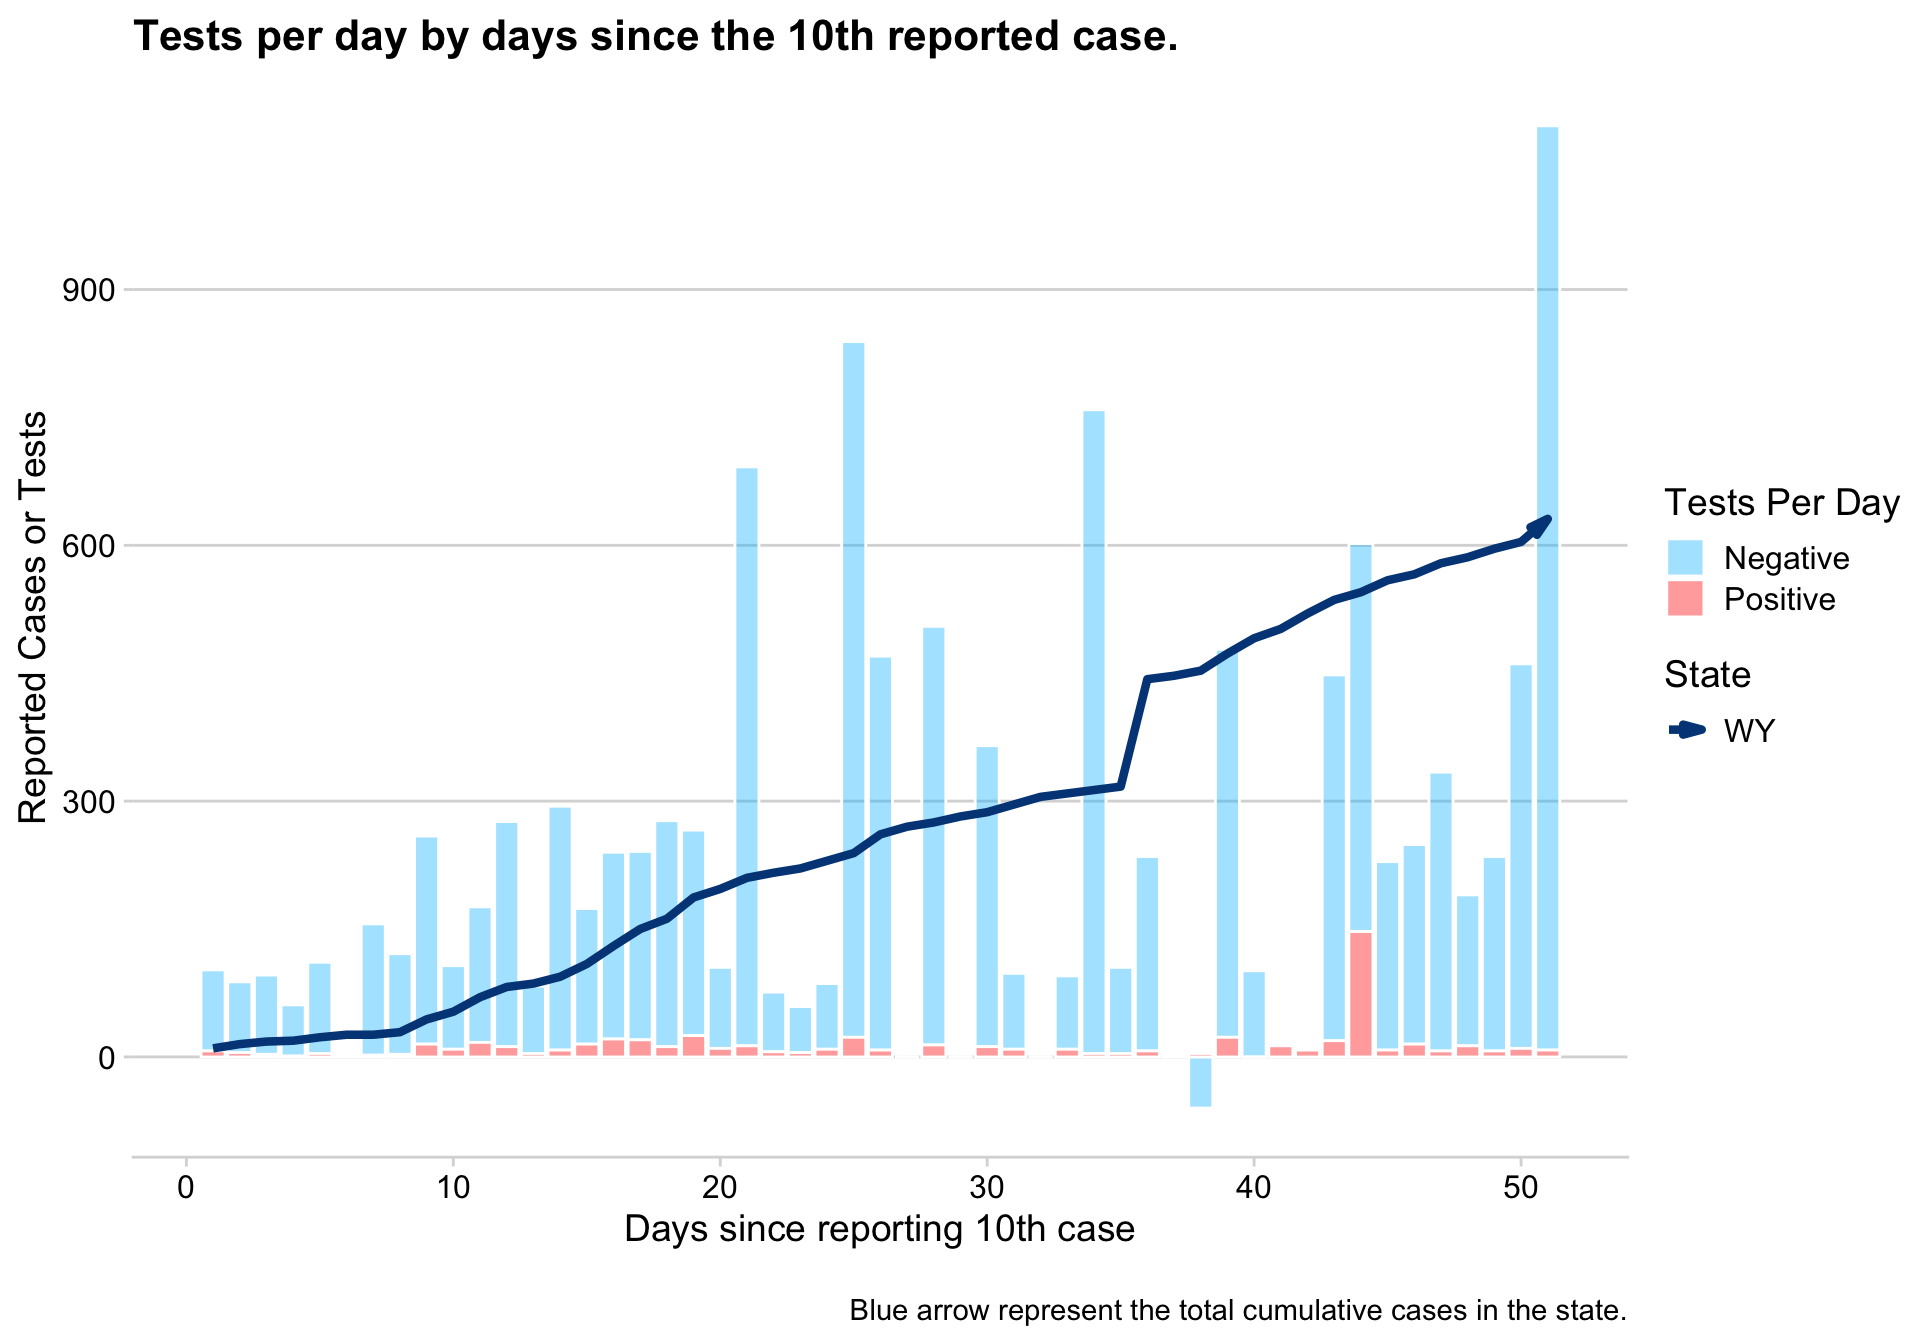 Tests per day by days since the 10th reported case.
Reported Cases or Tests
900
600
300
0
0 10 20 30 40 50
Days since reporting 10th case
Tests Per Day
Negative
Positive
State
WY
Blue arrow represent the total cumulative cases in the state.